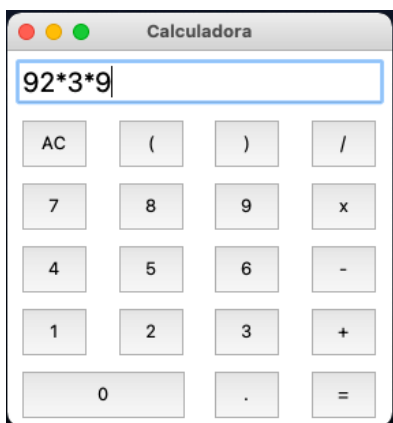 Calculadora
92*3*9
AC ( ) /
7 8 9 x
4 5 6 -
1 2 3 +
0 . =